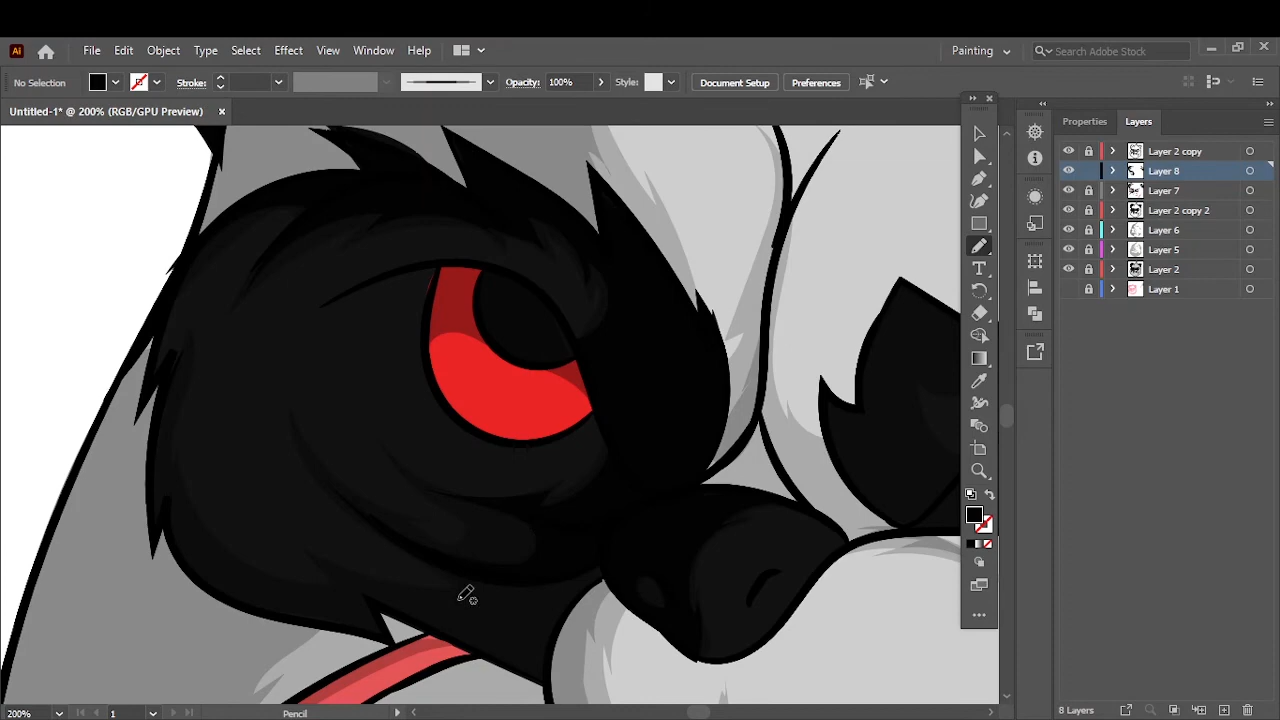 Ai File Edit Object Type Select Effect View Window Help Painting Search Adobe Stock
No Selection Stroke: Opacity: 100% Style: Document Setup Preferences
Untitled-1* @ 200% (RGB/GPU Preview) Properties Layers
Layer 2 copy
Layer 8
Layer 7
Layer 2 copy 2
Layer 6
Layer 5
Layer 2
Layer 1
200% 1 Pencil 8 Layers